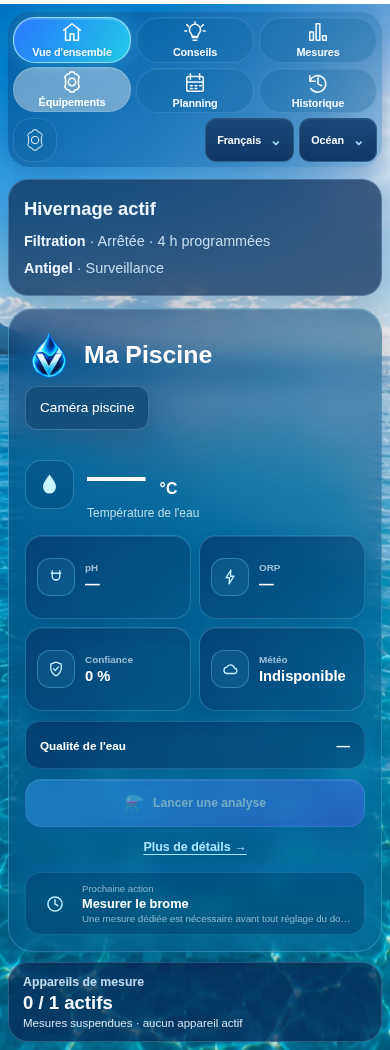 Vue d'ensemble
Conseils
Mesures
Équipements
Planning
Historique
Français
Océan
Hivernage actif
Filtration · Arrêtée · 4 h programmées
Antigel · Surveillance
Ma Piscine
Caméra piscine
— °C
Température de l'eau
pH
—
ORP
—
Confiance
0 %
Météo
Indisponible
Qualité de l'eau —
Lancer une analyse
Plus de détails →
Prochaine action
Mesurer le brome
Une mesure dédiée est nécessaire avant tout réglage du do…
Appareils de mesure
0 / 1 actifs
Mesures suspendues · aucun appareil actif